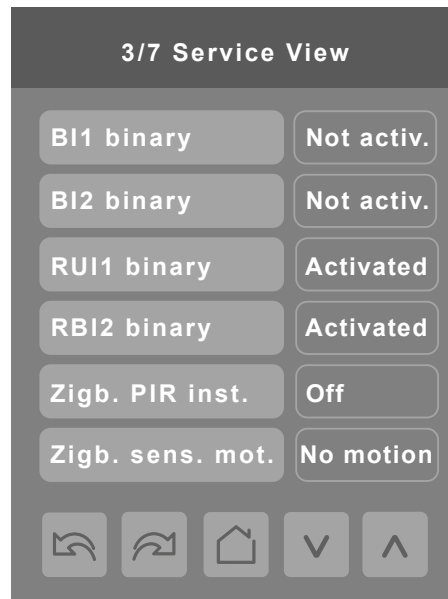 3/7 Service View
BI1 binary Not activ.
BI2 binary Not activ.
RUI1 binary Activated
RBI2 binary Activated
Zigb. PIR inst. Off
Zigb. sens. mot. No motion